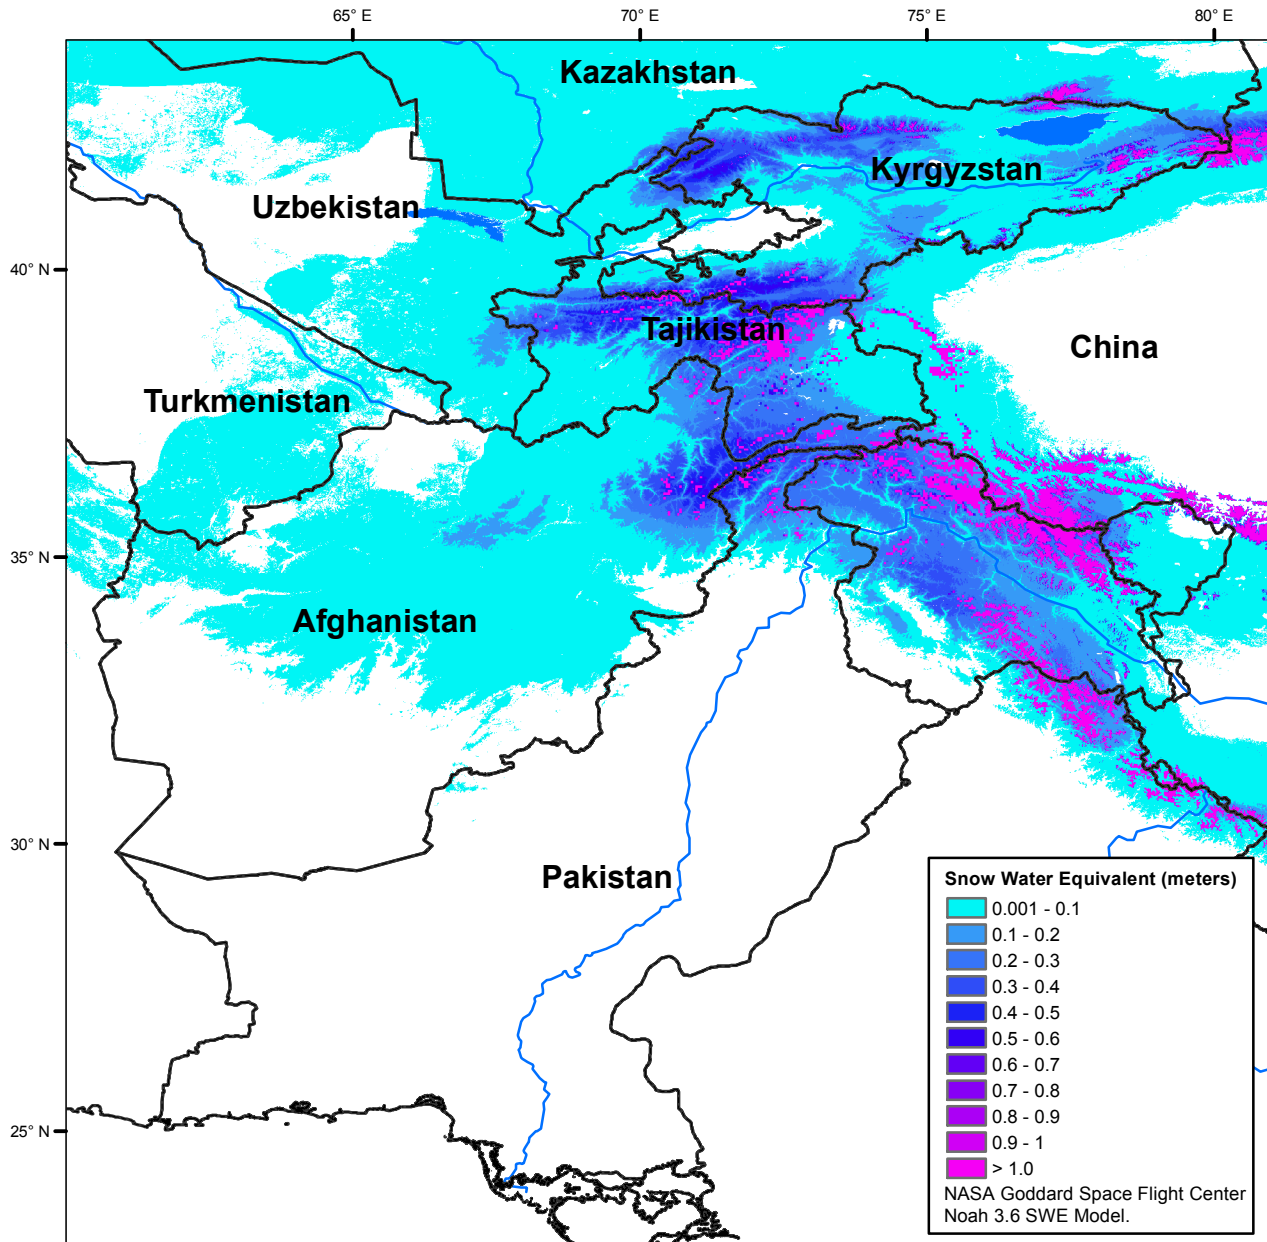 65° E
70° E
75° E
80° E
Kazakhstan
Kyrgyzstan
Uzbekistan
40° N
Tajikistan
China
Turkmenistan
35° N
Afghanistan
30° N
Pakistan
25° N
Snow Water Equivalent (meters)
0.001 - 0.1
0.1 - 0.2
0.2 - 0.3
0.3 - 0.4
0.4 - 0.5
0.5 - 0.6
0.6 - 0.7
0.7 - 0.8
0.8 - 0.9
0.9 - 1
> 1.0
NASA Goddard Space Flight Center
Noah 3.6 SWE Model.